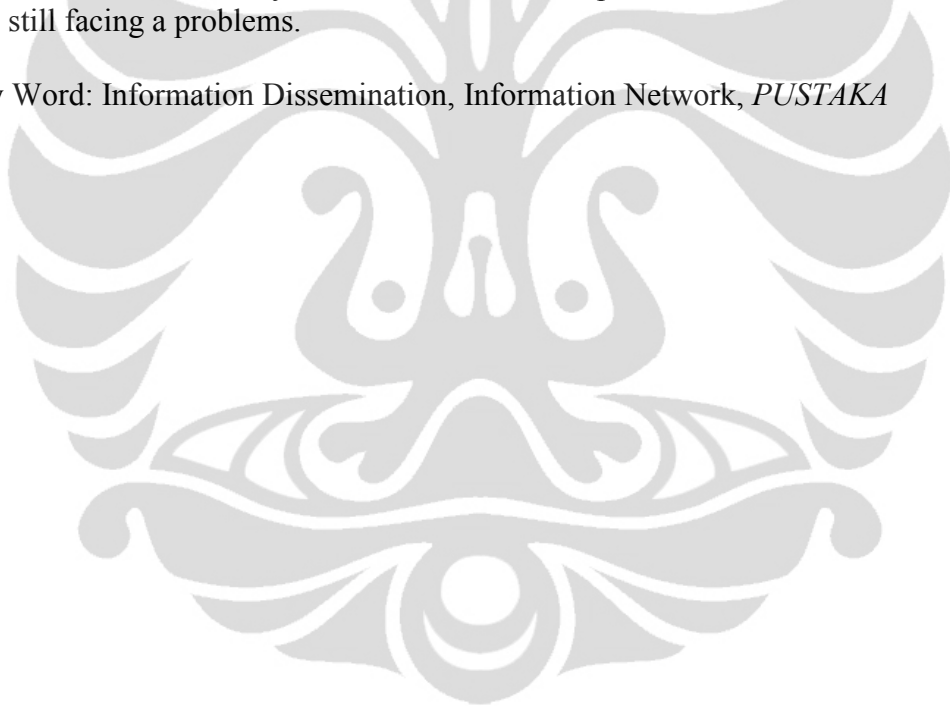 still facing a problems.
Word: Information Dissemination, Information Network, PUSTAKA